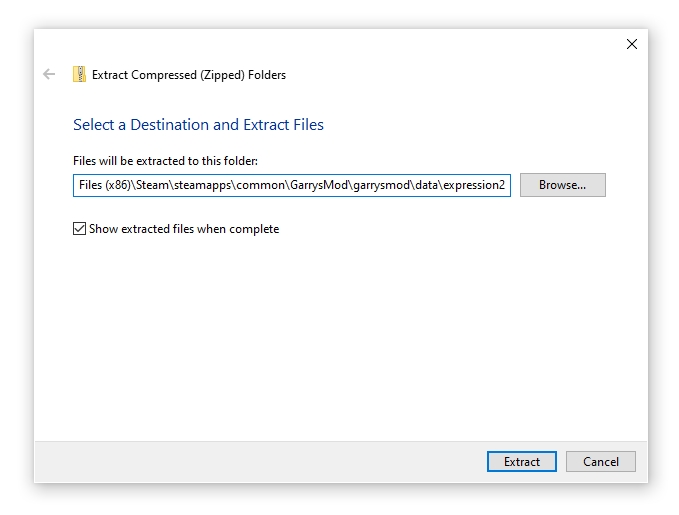 Extract Compressed (Zipped) Folders
Select a Destination and Extract Files
Files will be extracted to this folder:
Files (x86)\Steam\steamapps\common\GarrysMod\garrysmod\data\expression2
Browse...
Show extracted files when complete
Extract
Cancel